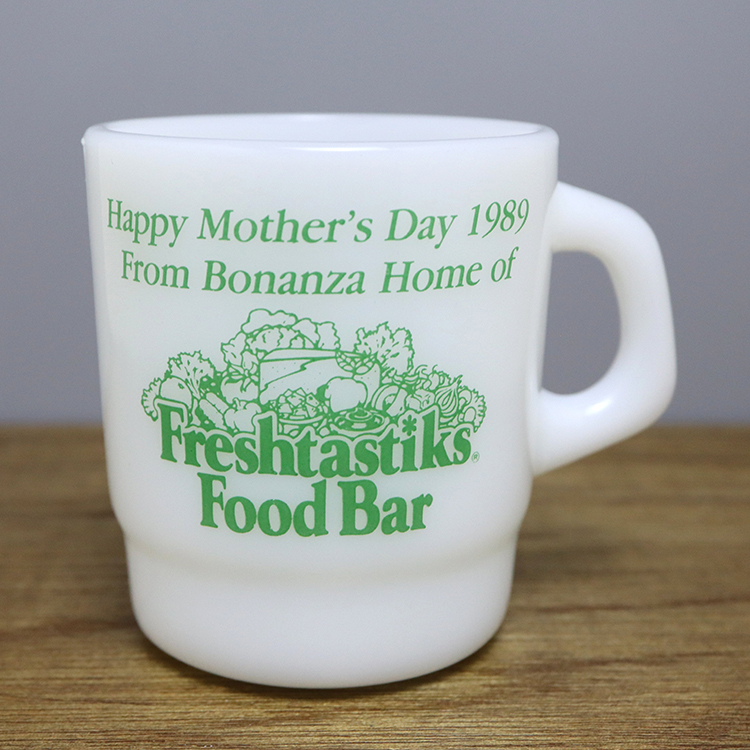 Happy Mother's Day 1989
From Bonanza Home of
Freshtastiks®
Food Bar